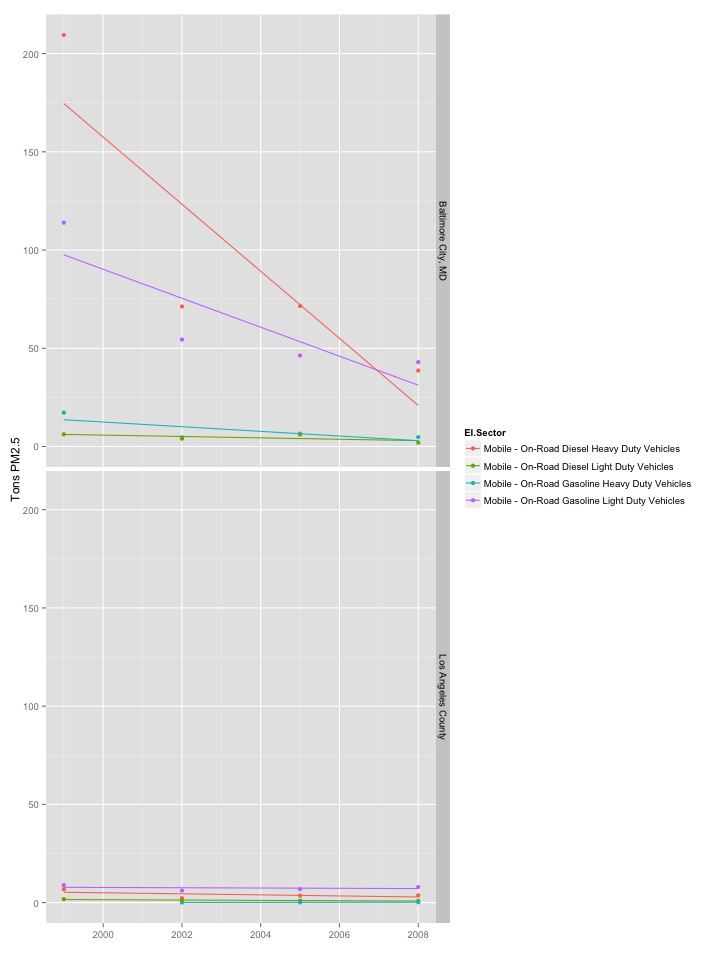 200
150
100
50
0
Baltimore City, MD
Tons PM2.5
200
150
100
50
0
Los Angeles County
2000 2002 2004 2006 2008
EI.Sector
Mobile - On-Road Diesel Heavy Duty Vehicles
Mobile - On-Road Diesel Light Duty Vehicles
Mobile - On-Road Gasoline Heavy Duty Vehicles
Mobile - On-Road Gasoline Light Duty Vehicles